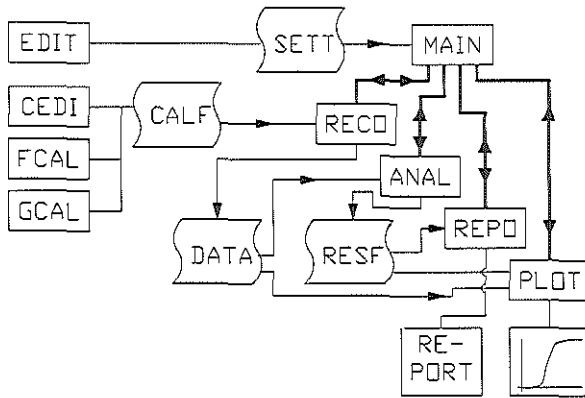 EDIT
SETT
MAIN
CEDI
CALF
RECO
FCAL
ANAL
GCAL
REPO
DATA
RESF
PLOT
RE-
PORT